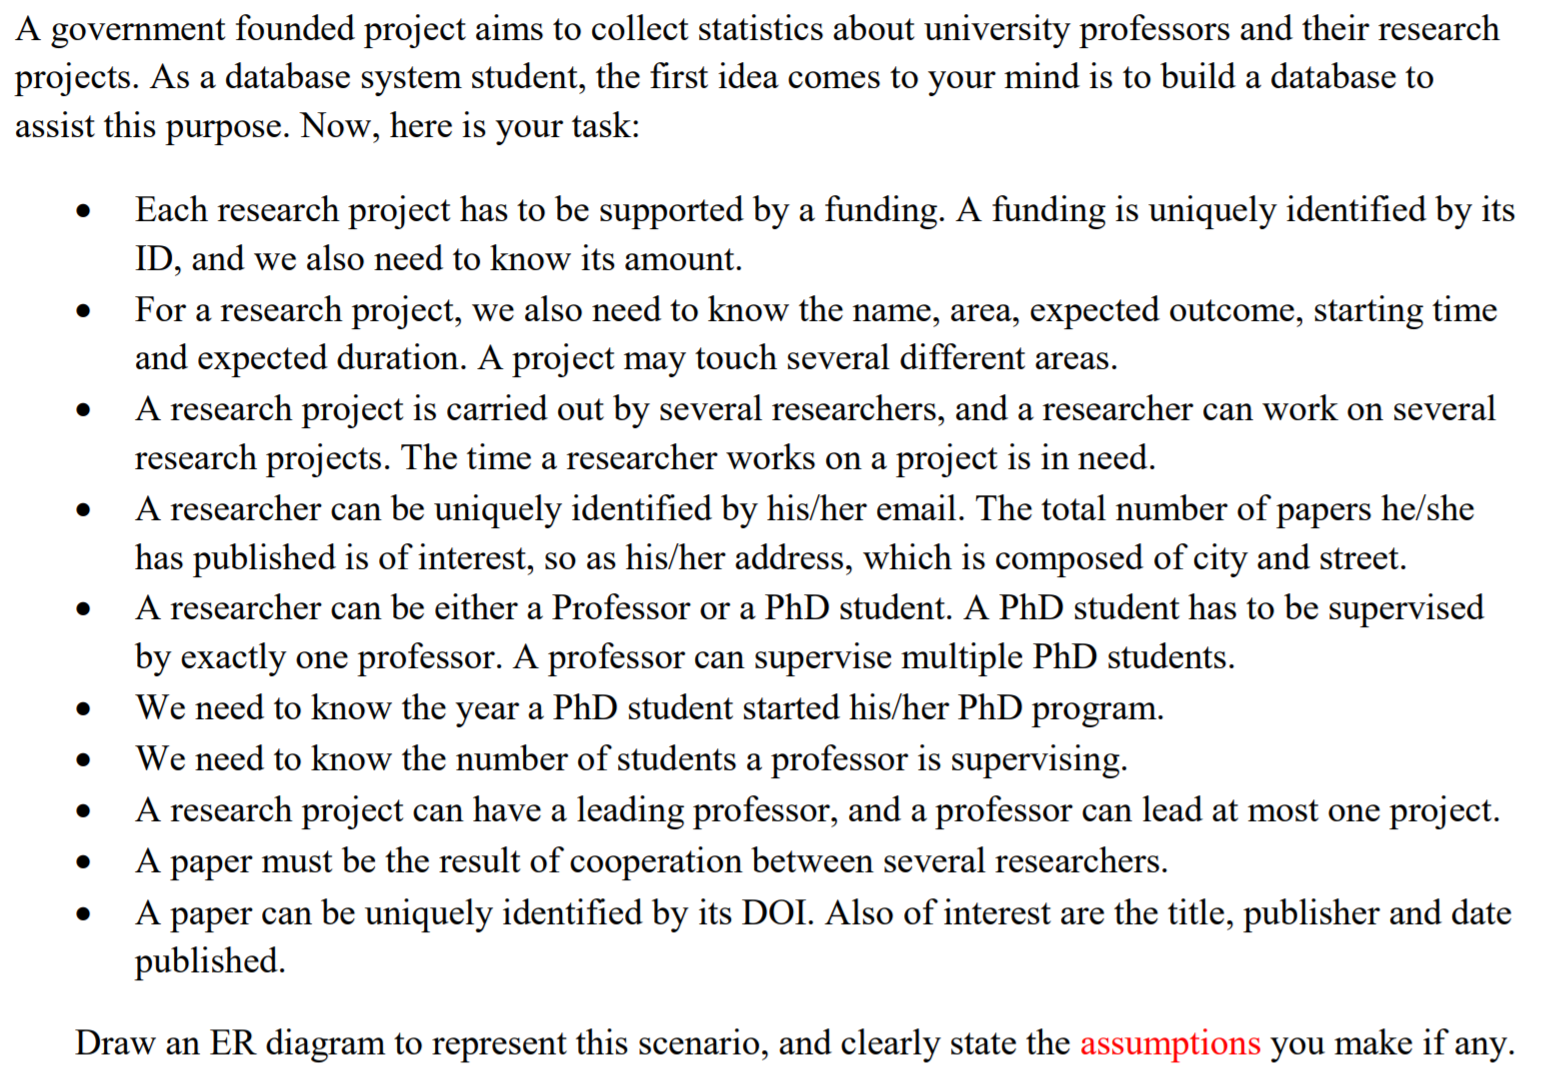 A government founded project aims to collect statistics about university professors and their research
projects. As a database system student, the first idea comes to your mind is to build a database to
assist this purpose. Now, here is your task:
• Each research project has to be supported by a funding. A funding is uniquely identified by its
ID, and we also need to know its amount.
• For a research project, we also need to know the name, area, expected outcome, starting time
and expected duration. A project may touch several different areas.
• A research project is carried out by several researchers, and a researcher can work on several
research projects. The time a researcher works on a project is in need.
• A researcher can be uniquely identified by his/her email. The total number of papers he/she
has published is of interest, so as his/her address, which is composed of city and street.
• A researcher can be either a Professor or a PhD student. A PhD student has to be supervised
by exactly one professor. A professor can supervise multiple PhD students.
• We need to know the year a PhD student started his/her PhD program.
• We need to know the number of students a professor is supervising.
• A research project can have a leading professor, and a professor can lead at most one project.
• A paper must be the result of cooperation between several researchers.
• A paper can be uniquely identified by its DOI. Also of interest are the title, publisher and date
published.
Draw an ER diagram to represent this scenario, and clearly state the assumptions you make if any.